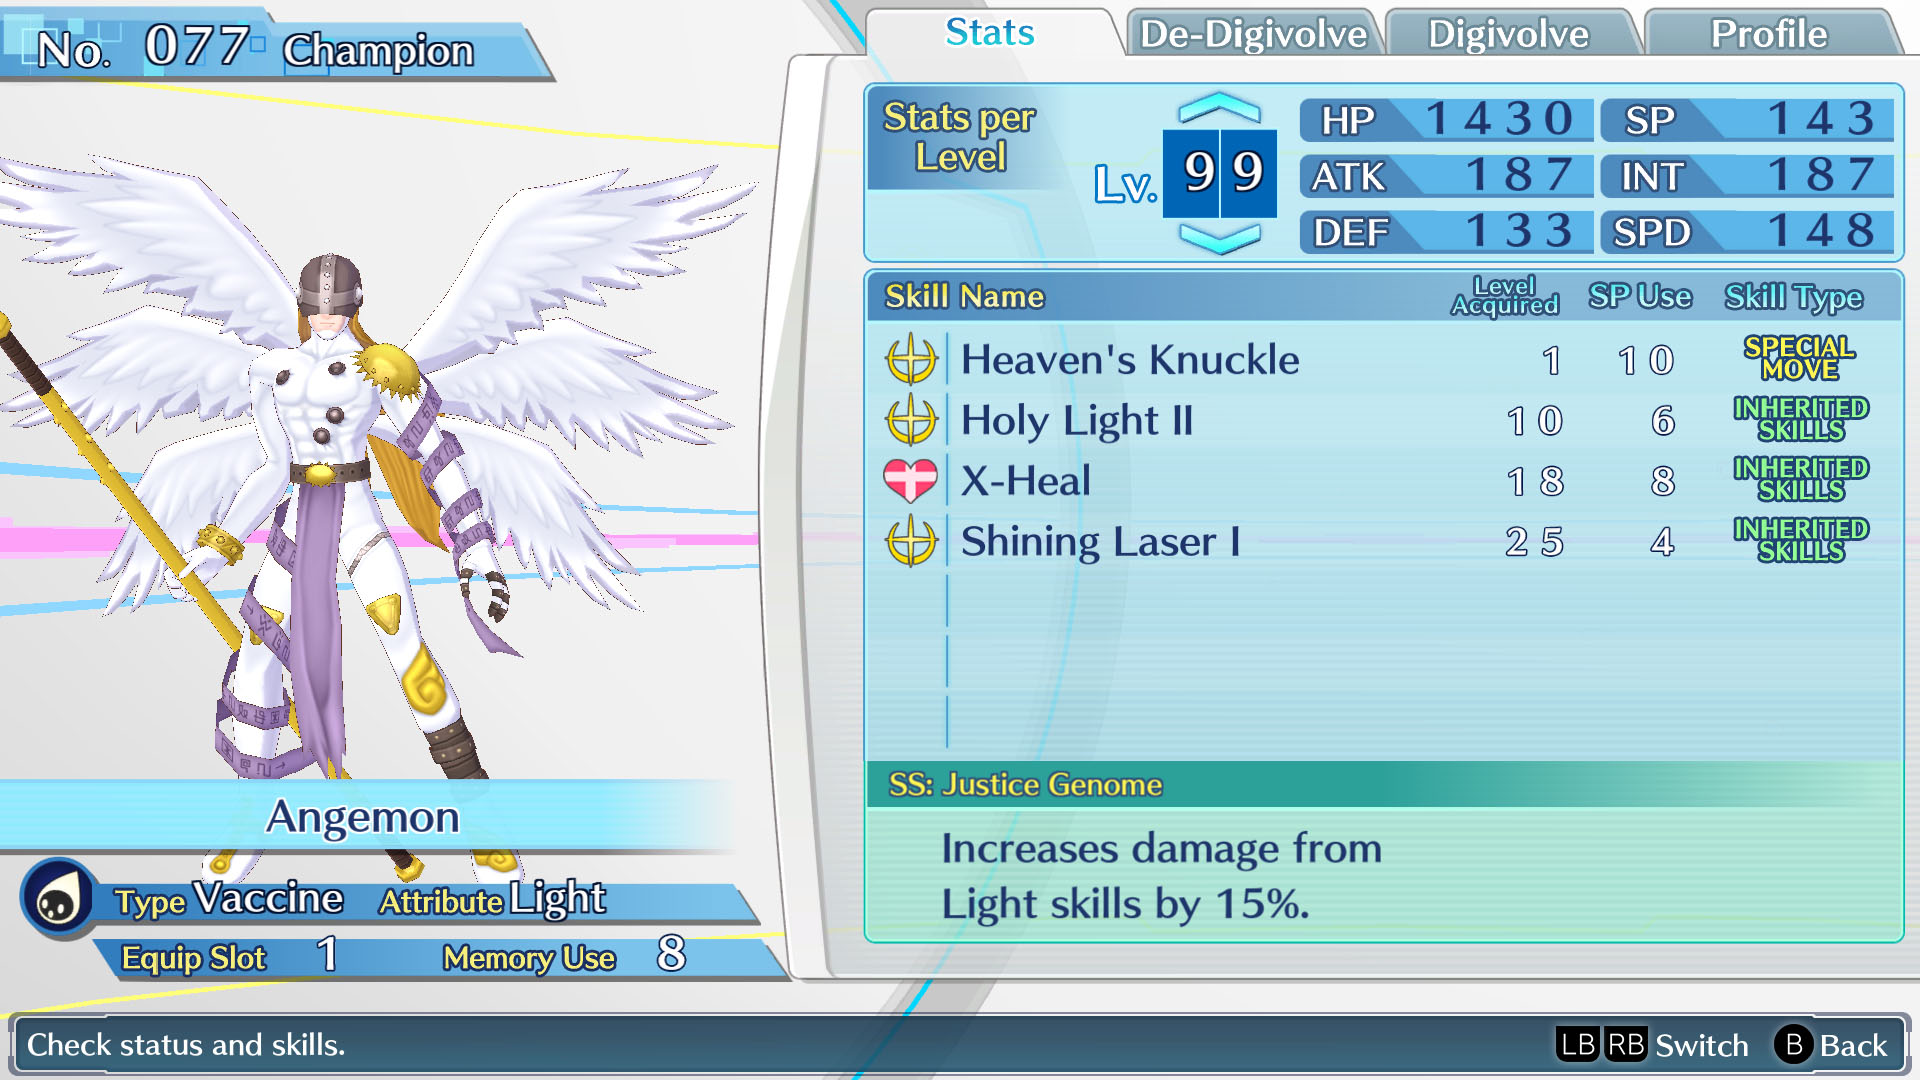 No. 077 Champion
Stats
De-Digivolve
Digivolve
Profile
Stats per
Level
Lv. 99
HP 1430
SP 143
ATK 187
INT 187
DEF 133
SPD 148
Skill Name
Level
Acquired
SP Use
Skill Type
Heaven's Knuckle 1 10 SPECIAL
MOVE
Holy Light II 10 6 INHERITED
SKILLS
X-Heal 18 8 INHERITED
SKILLS
Shining Laser I 25 4 INHERITED
SKILLS
SS: Justice Genome
Increases damage from
Light skills by 15%.
Angemon
Type Vaccine Attribute Light
Equip Slot 1 Memory Use 8
Check status and skills.
LB RB Switch B Back